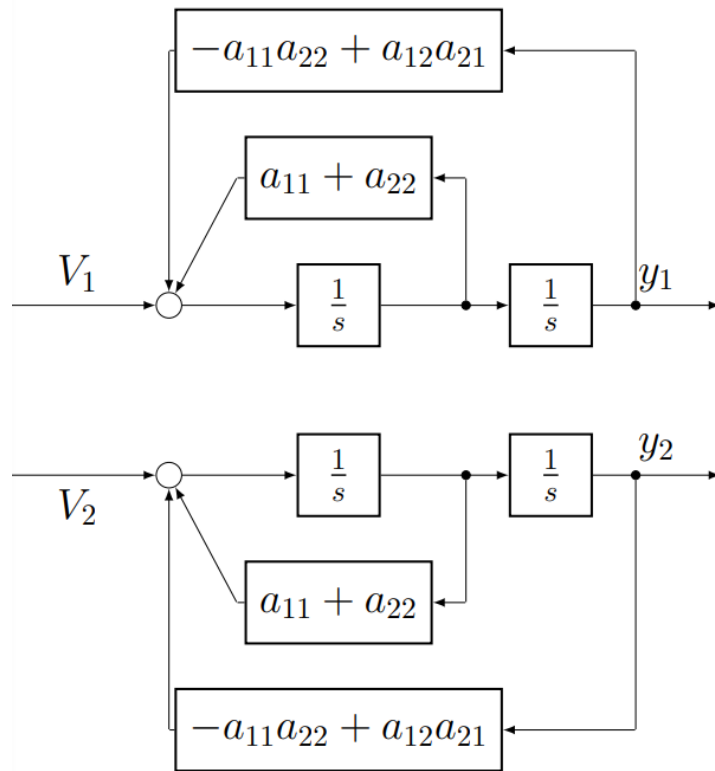 −a₁₁a₂₂ + a₁₂a₂₁
a₁₁ + a₂₂
V₁
1/s
1/s
y₁
V₂
1/s
1/s
y₂
a₁₁ + a₂₂
−a₁₁a₂₂ + a₁₂a₂₁